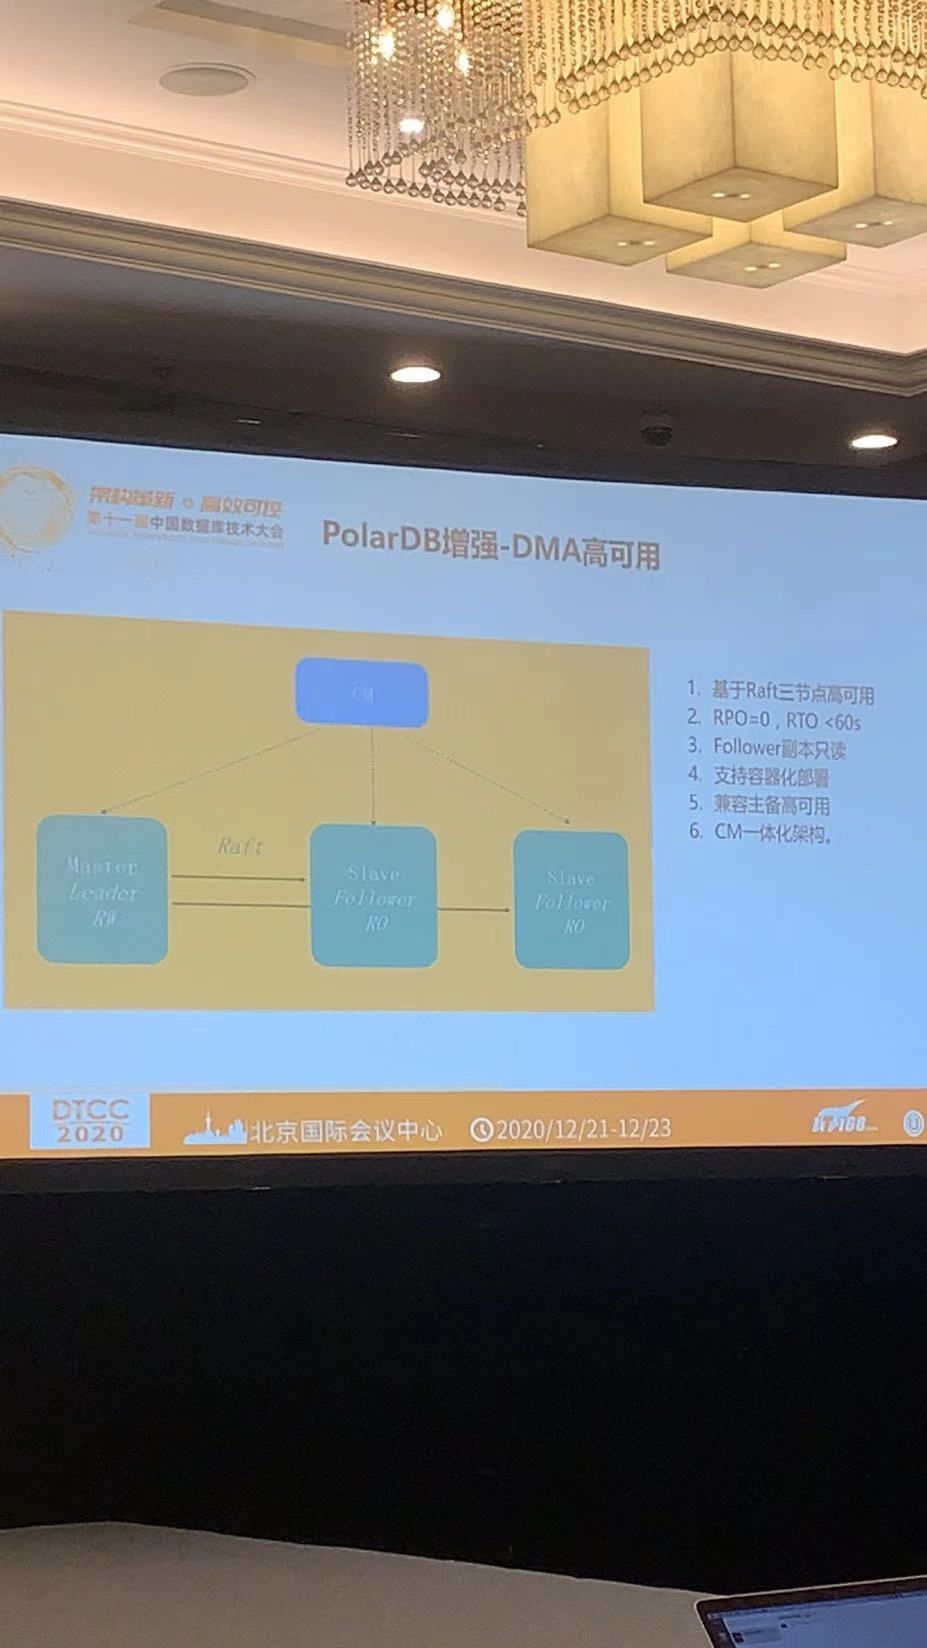 架构革新 高效可控
第十一届中国数据库技术大会
PolarDB增强-DMA高可用
CM
Raft
Master
Leader
RW
Slave
Follower
RO
Slave
Follower
RO
1. 基于Raft三节点高可用
2. RPO=0，RTO <60s
3. Follower副本只读
4. 支持容器化部署
5. 兼容主备高可用
6. CM一体化架构。
DTCC
2020
北京国际会议中心
2020/12/21-12/23